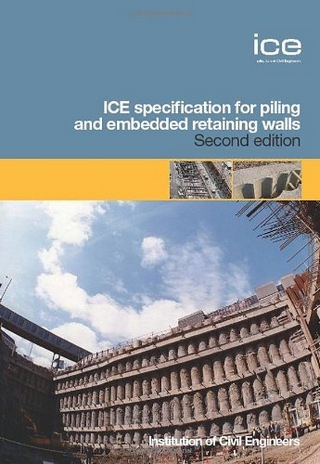 ice
ICE specification for piling
and embedded retaining walls
Second edition
Institution of Civil Engineers